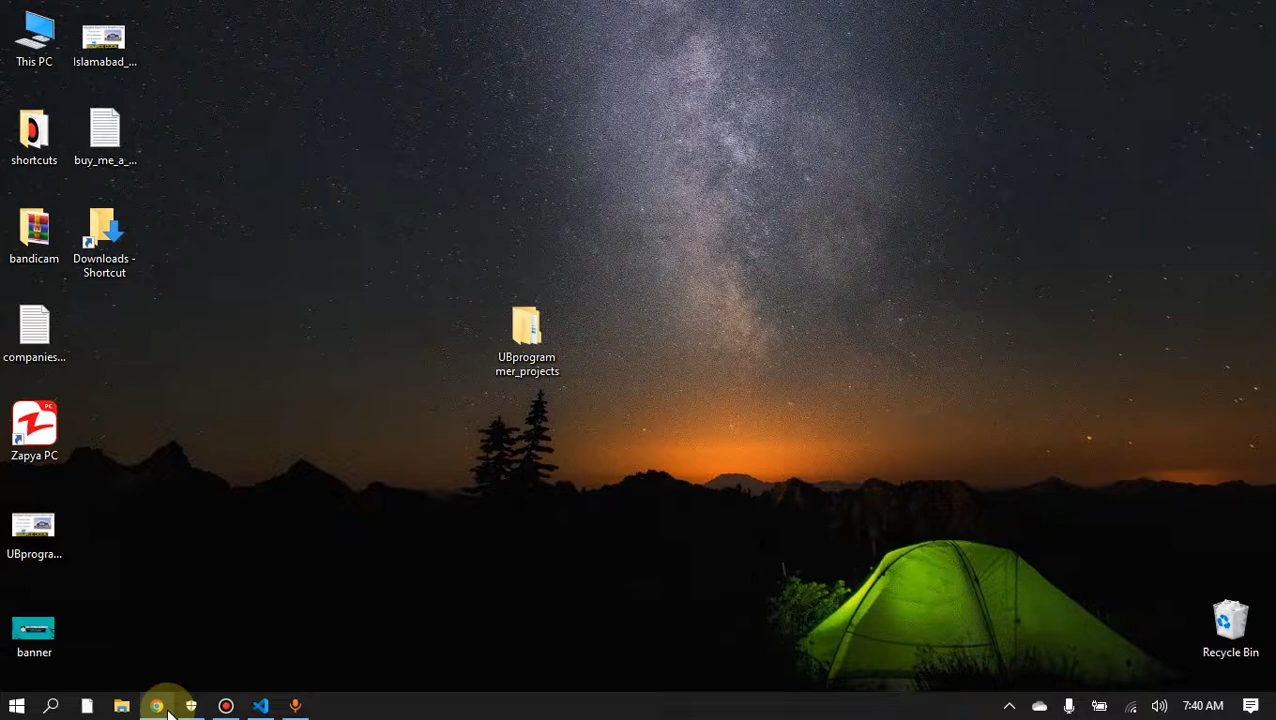 This PC
Islamabad_...
shortcuts
buy_me_a_...
bandicam
Downloads -
Shortcut
companies...
UBprogram
mer_projects
PC
Zapya PC
UBprogra...
banner
Recycle Bin
7:40 AM